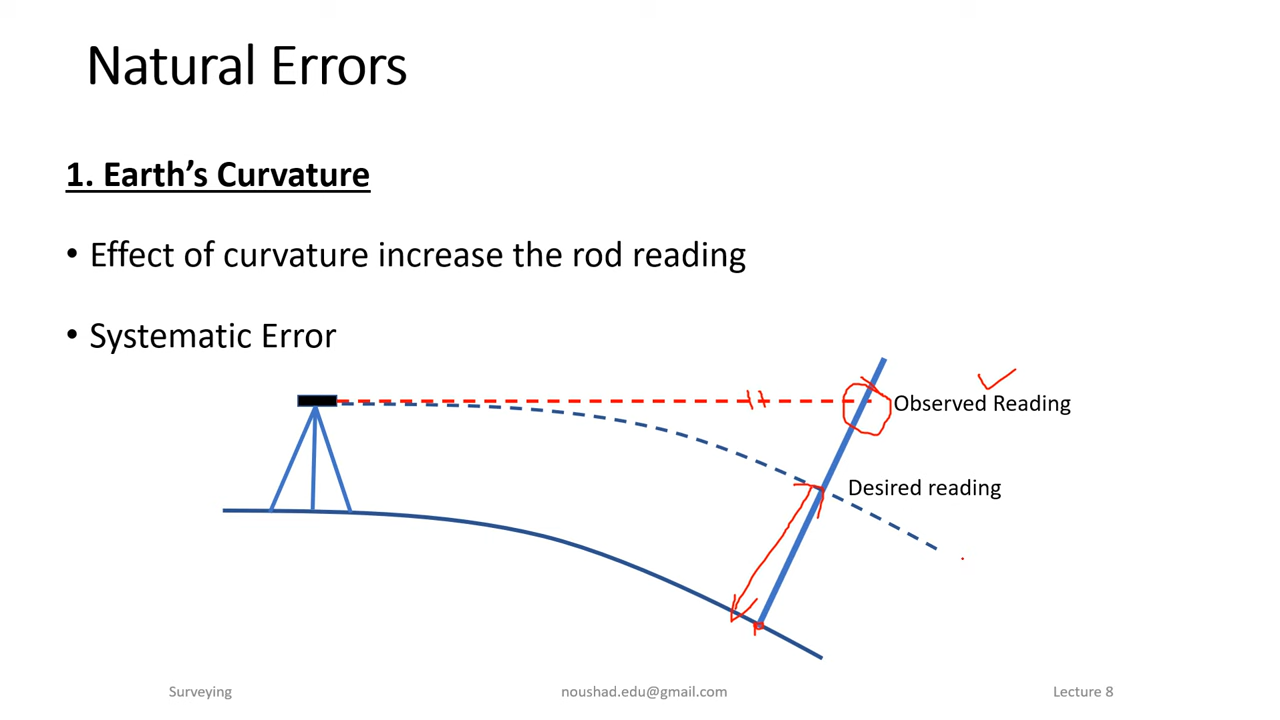 Natural Errors
1. Earth's Curvature
• Effect of curvature increase the rod reading
• Systematic Error
Observed Reading
Desired reading
Surveying
noushad.edu@gmail.com
Lecture 8